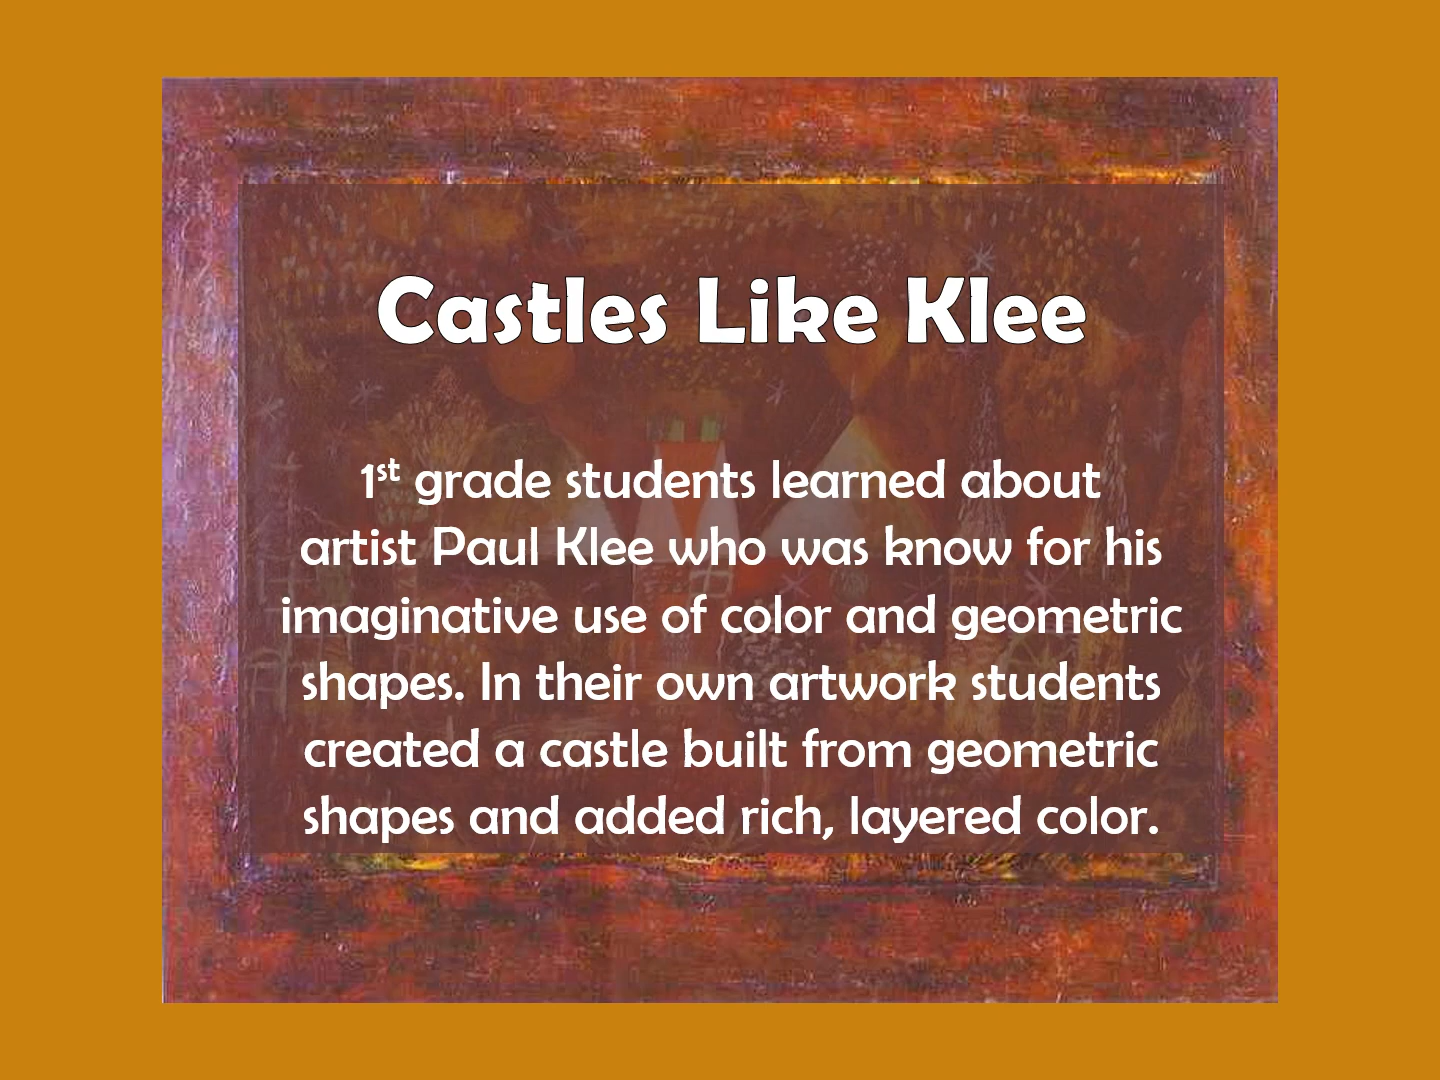 Castles Like Klee
1st grade students learned about
artist Paul Klee who was know for his
imaginative use of color and geometric
shapes. In their own artwork students
created a castle built from geometric
shapes and added rich, layered color.